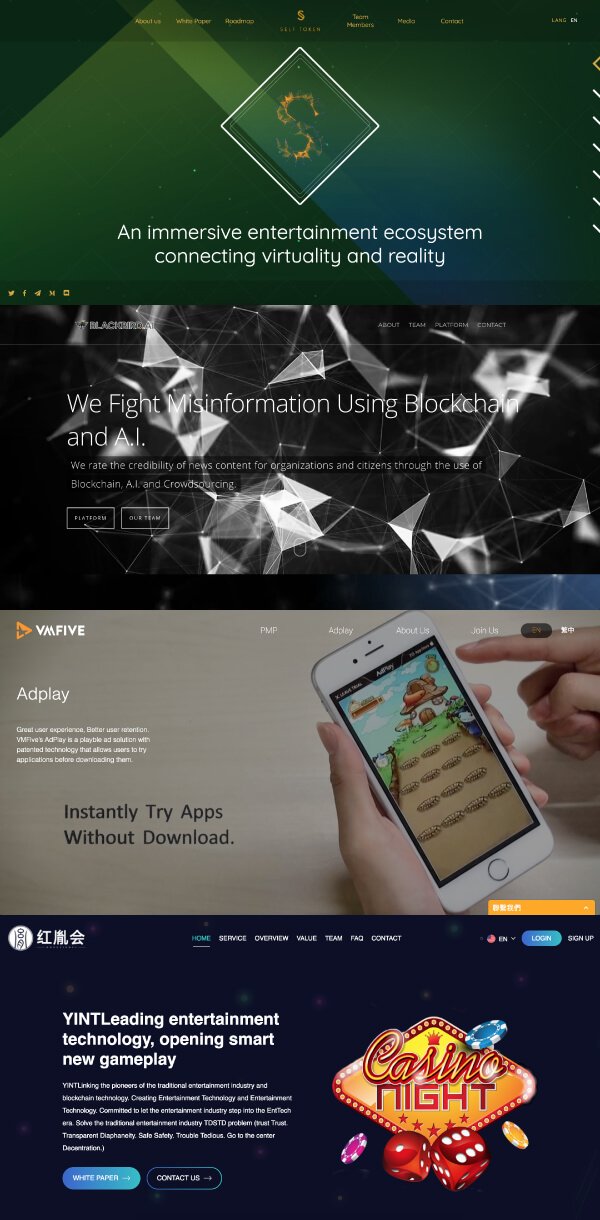 About us White Paper Roadmap SELF TOKEN Team Members Media Contact LANG EN
An immersive entertainment ecosystem
connecting virtuality and reality
BLACKBIRD.AI ABOUT TEAM PLATFORM CONTACT
We Fight Misinformation Using Blockchain
and A.I.
We rate the credibility of news content for organizations and citizens through the use of
Blockchain, A.I. and Crowdsourcing.
PLATFORM OUR TEAM
VMFIVE PMP Adplay About Us Join Us EN 繁中
AdPlay
Adplay
Great user experience, Better user retention.
VMFive's AdPlay is a playble ad solution with
patented technology that allows users to try
applications before downloading them.
Instantly Try Apps
Without Download.
聯繫我們
红胤会 HOME SERVICE OVERVIEW VALUE TEAM FAQ CONTACT EN LOGIN SIGN UP
YINTLeading entertainment
technology, opening smart
new gameplay
YINTLinking the pioneers of the traditional entertainment industry and
blockchain technology. Creating Entertainment Technology and Entertainment
Technology. Committed to let the entertainment industry step into the EntTech
era. Solve the traditional entertainment industry TDSTD problem (trust Trust.
Transparent Diaphaneity. Safe Safety. Trouble Tedious. Go to the center
Decentration.)
WHITE PAPER CONTACT US
Casino
NIGHT